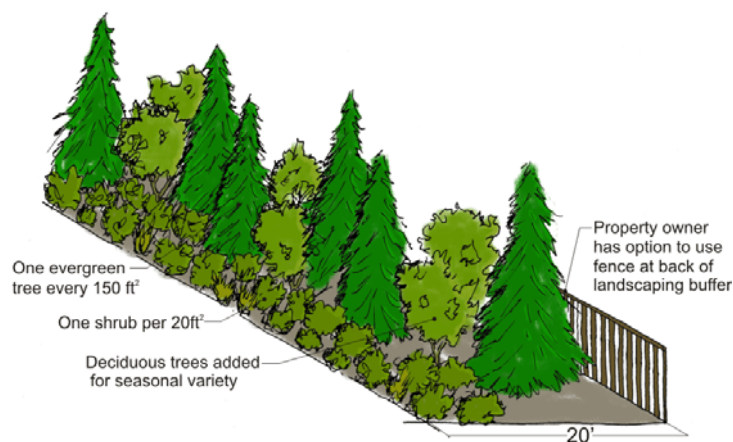 Property owner
has option to use
fence at back of
landscaping buffer
One evergreen
tree every 150 ft²
One shrub per 20ft²
Deciduous trees added
for seasonal variety
20'